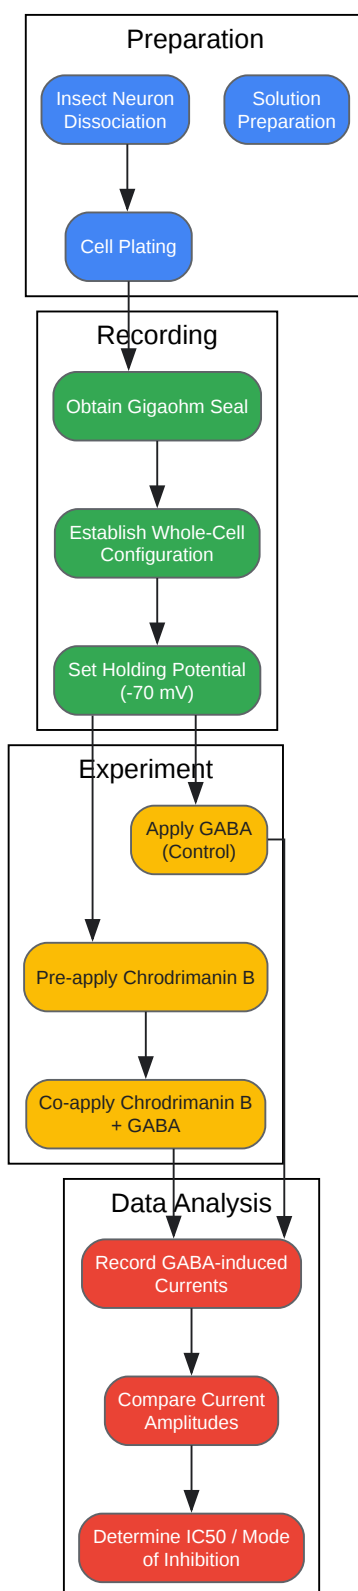 Preparation
Insect Neuron
Dissociation
Solution
Preparation
Cell Plating
Recording
Obtain Gigaohm Seal
Establish Whole-Cell
Configuration
Set Holding Potential
(-70 mV)
Experiment
Apply GABA
(Control)
Pre-apply Chrodrimanin B
Co-apply Chrodrimanin B
+ GABA
Data Analysis
Record GABA-induced
Currents
Compare Current
Amplitudes
Determine IC50 / Mode
of Inhibition